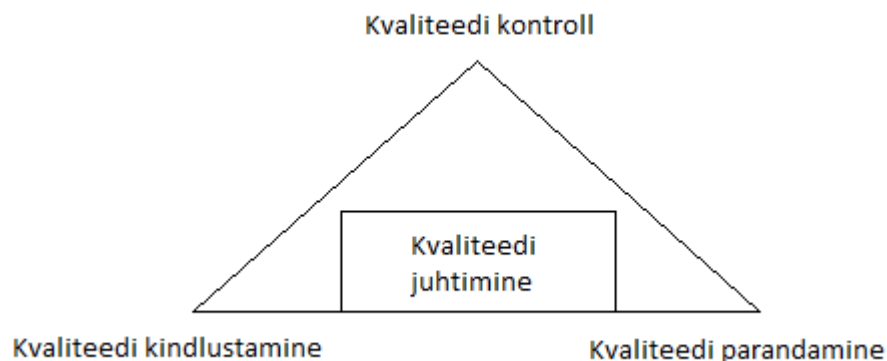 Kvaliteedi kontroll
Kvaliteedi
juhtimine
Kvaliteedi kindlustamine
Kvaliteedi parandamine